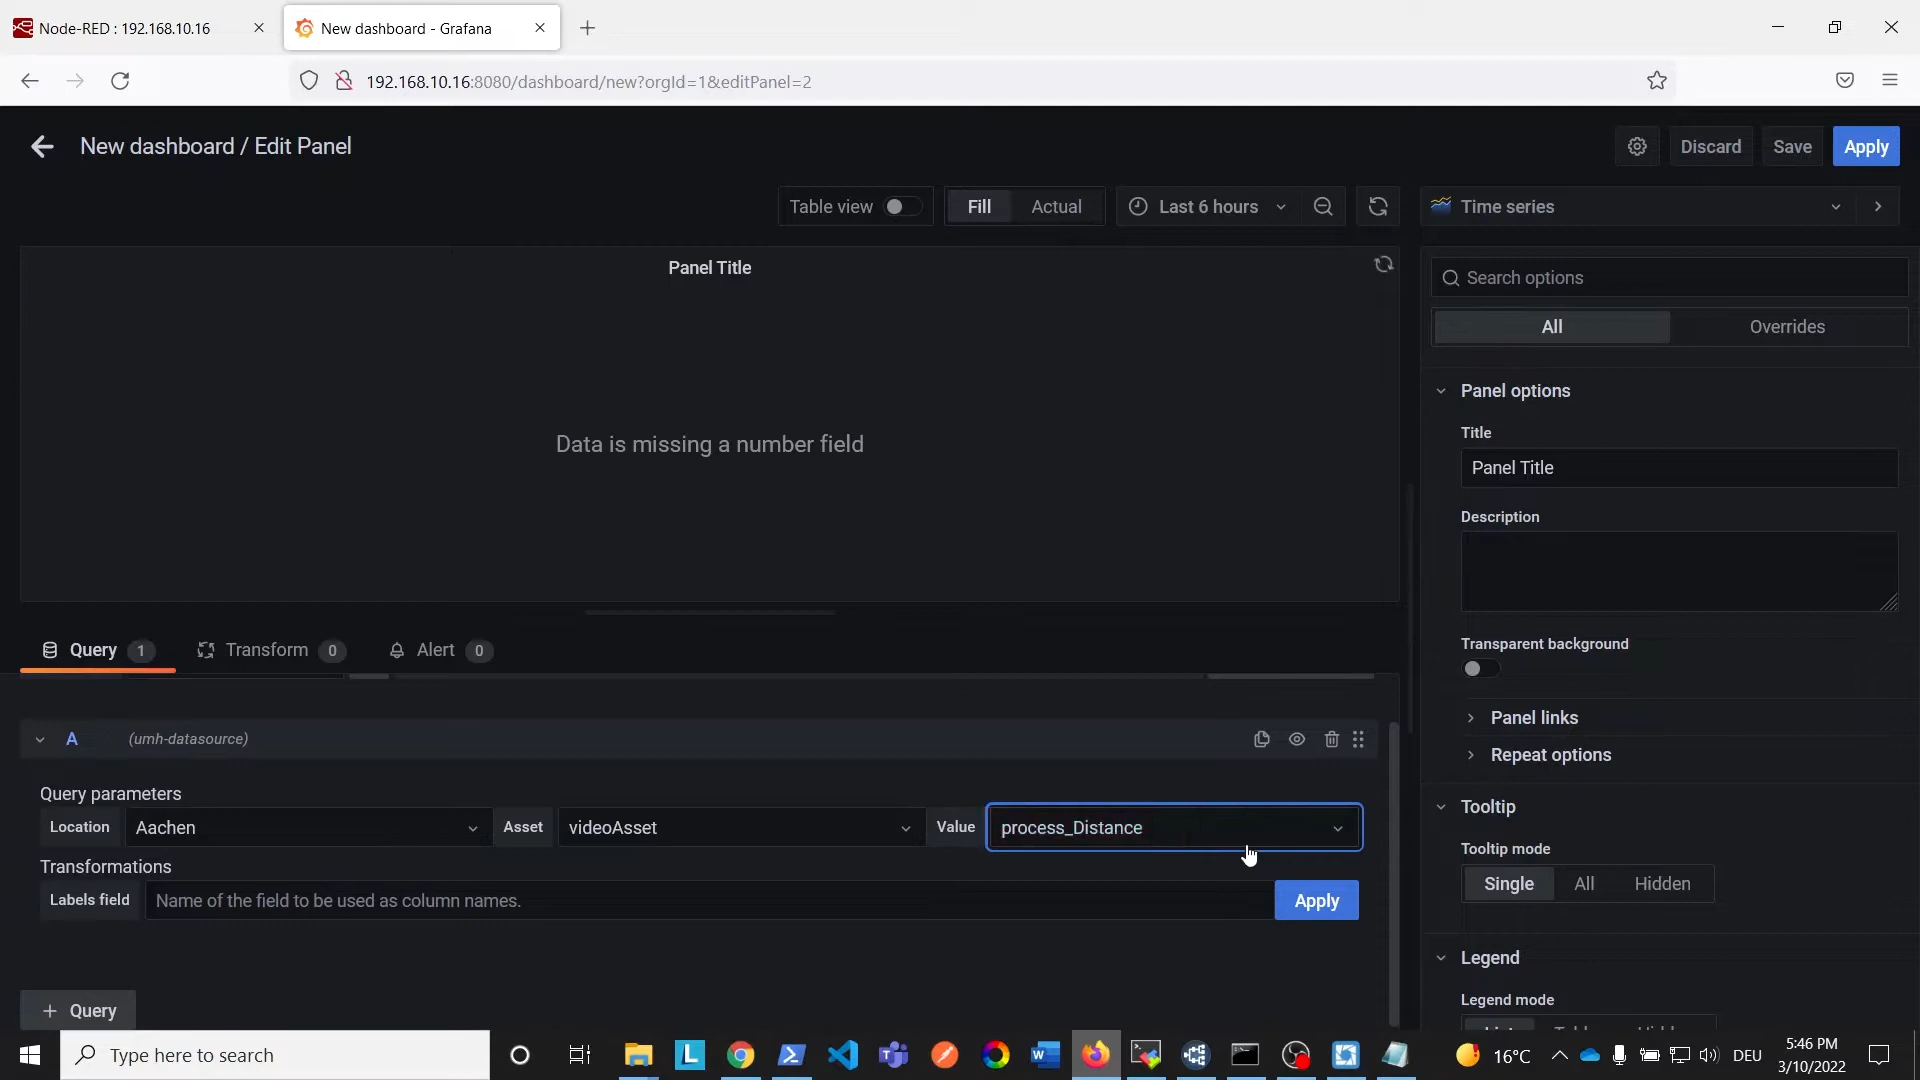 Node-RED : 192.168.10.16
New dashboard - Grafana
192.168.10.16:8080/dashboard/new?orgId=1&editPanel=2
New dashboard / Edit Panel
Discard
Save
Apply
Table view
Fill
Actual
Last 6 hours
Time series
Panel Title
Search options
All
Overrides
Panel options
Title
Panel Title
Data is missing a number field
Description
Transparent background
Query 1
Transform 0
Alert 0
Panel links
Repeat options
A (umh-datasource)
Query parameters
Location Aachen Asset videoAsset Value process_Distance
Transformations
Labels field Name of the field to be used as column names. Apply
Tooltip
Tooltip mode
Single All Hidden
Legend
Legend mode
+ Query
Type here to search
16°C
DEU
5:46 PM
3/10/2022